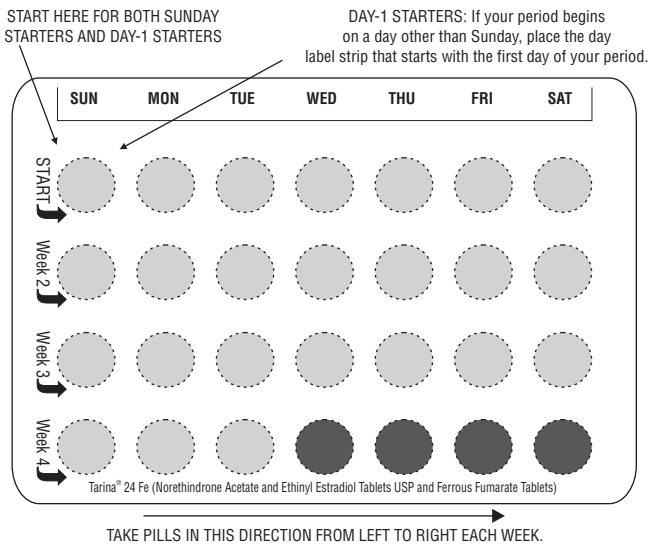 START HERE FOR BOTH SUNDAY
STARTERS AND DAY-1 STARTERS
DAY-1 STARTERS: If your period begins
on a day other than Sunday, place the day
label strip that starts with the first day of your period.
SUN MON TUE WED THU FRI SAT
START
Week 2
Week 3
Week 4
Tarina® 24 Fe (Norethindrone Acetate and Ethinyl Estradiol Tablets USP and Ferrous Fumarate Tablets)
TAKE PILLS IN THIS DIRECTION FROM LEFT TO RIGHT EACH WEEK.